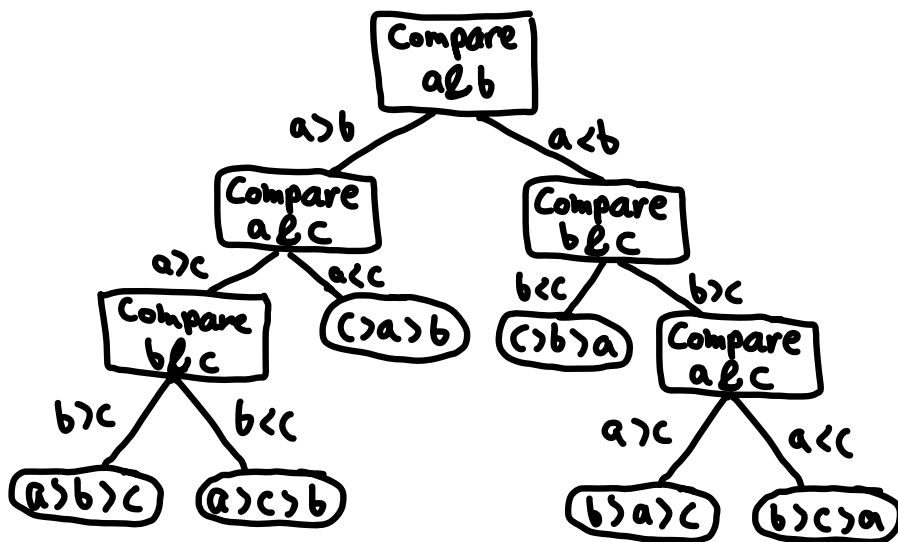 Compare
a & b
a>b
a<b
Compare
a & c
Compare
b & c
a>c
a<c
b<c
b>c
Compare
b & c
c>a>b
c>b>a
Compare
a & c
b>c
b<c
a>c
a<c
a>b>c
a>c>b
b>a>c
b>c>a